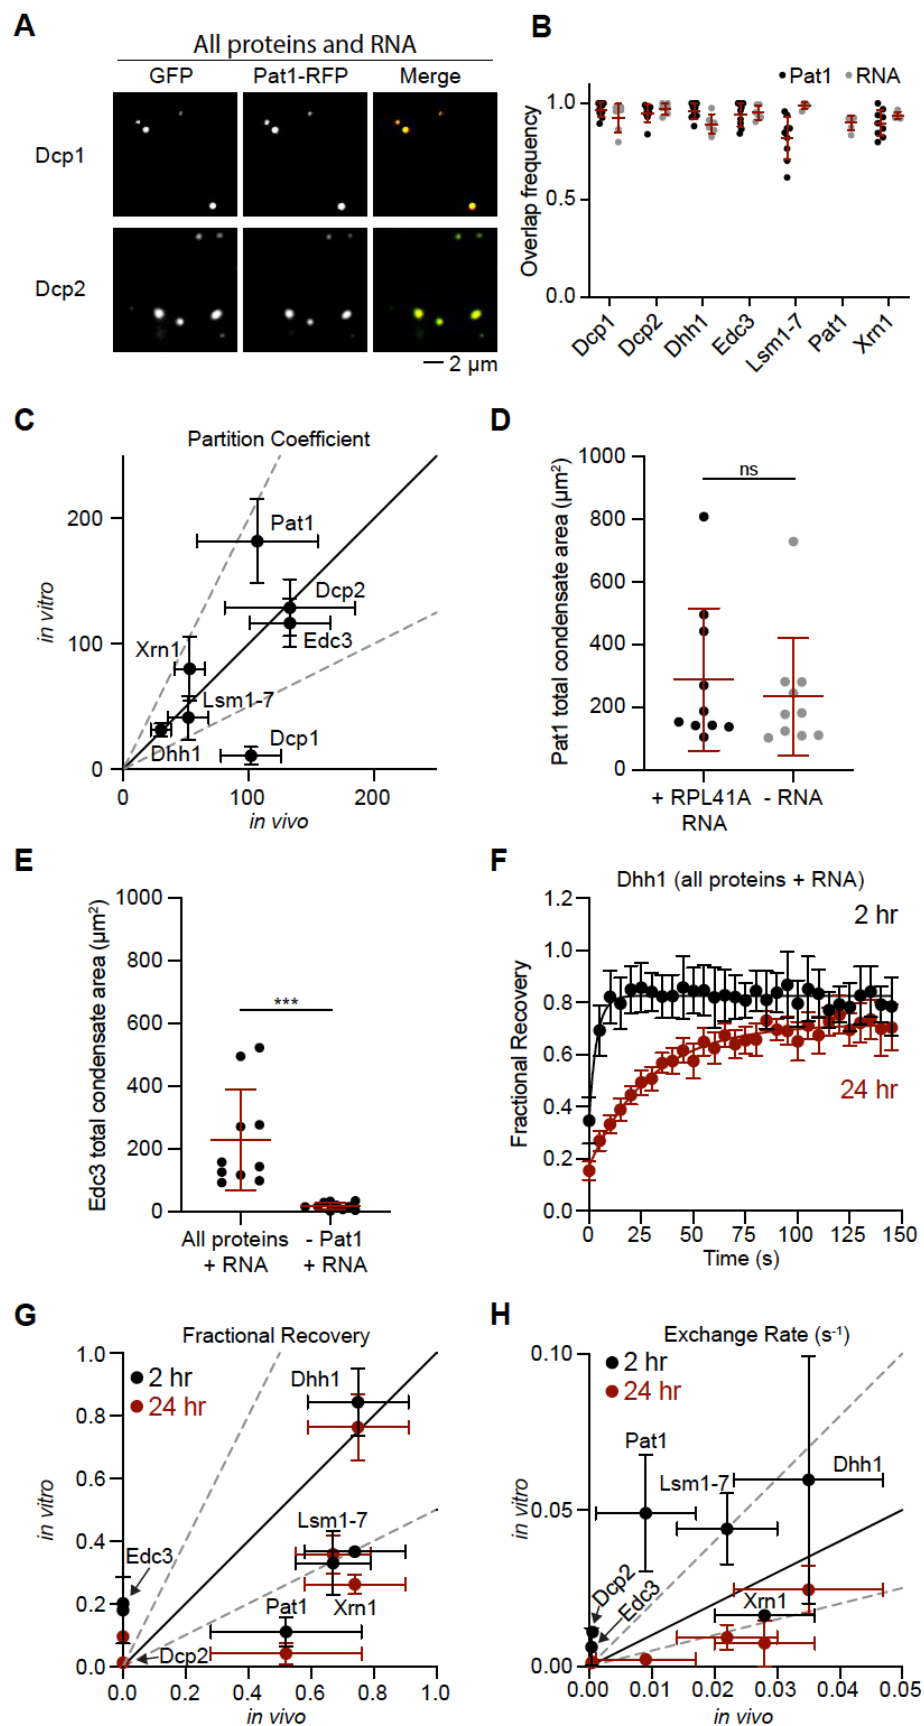 A
All proteins and RNA
GFP Pat1-RFP Merge
Dcp1
Dcp2
2 µm
B
Pat1 RNA
Overlap frequency
1.0
0.5
0.0
Dcp1 Dcp2 Dhh1 Edc3 Lsm1-7 Pat1 Xrn1
C
Partition Coefficient
in vitro
200
100
0
Pat1
Dcp2
Edc3
Xrn1
Lsm1-7
Dhh1
Dcp1
0 100 200
in vivo
D
Pat1 total condensate area (µm²)
1000
800
600
400
200
0
ns
+ RPL41A - RNA
RNA
E
Edc3 total condensate area (µm²)
1000
800
600
400
200
0
***
All proteins - Pat1
+ RNA + RNA
F
Dhh1 (all proteins + RNA)
2 hr
24 hr
Fractional Recovery
1.2
1.0
0.8
0.6
0.4
0.2
0.0
0 25 50 75 100 125 150
Time (s)
G
Fractional Recovery
2 hr
24 hr
in vitro
1.0
0.8
0.6
0.4
0.2
0.0
Dhh1
Lsm1-7
Edc3
Pat1
Xrn1
Dcp2
0.0 0.2 0.4 0.6 0.8 1.0
in vivo
H
Exchange Rate (s⁻¹)
2 hr
24 hr
in vitro
0.10
0.05
0.00
Pat1
Lsm1-7
Dhh1
Dcp2
Edc3
Xrn1
0.00 0.01 0.02 0.03 0.04 0.05
in vivo